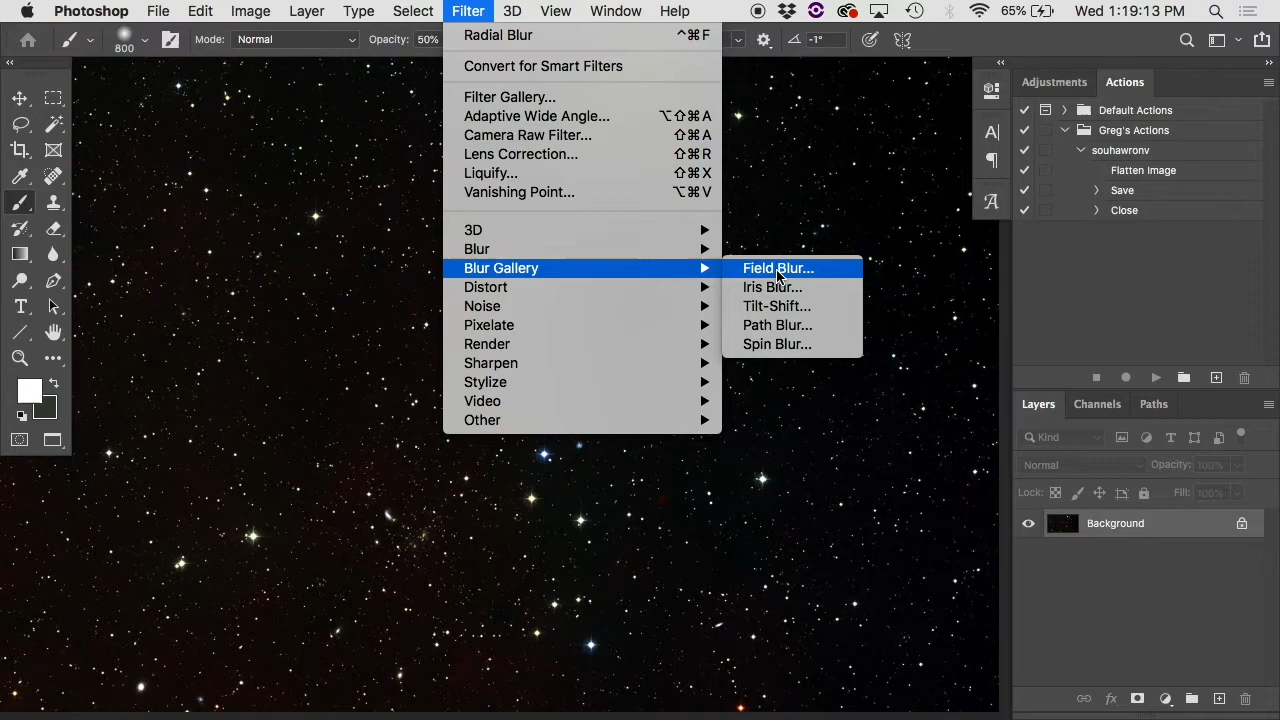 Photoshop File Edit Image Layer Type Select Filter 3D View Window Help 65% Wed 1:19:13 PM
800 Mode: Normal Opacity: 50% -1°
Radial Blur ^⌘F
Convert for Smart Filters
Filter Gallery...
Adaptive Wide Angle... ⌥⇧⌘A
Camera Raw Filter... ⇧⌘A
Lens Correction... ⇧⌘R
Liquify... ⇧⌘X
Vanishing Point... ⌥⌘V
3D
Blur
Blur Gallery
Distort
Noise
Pixelate
Render
Sharpen
Stylize
Video
Other
Field Blur...
Iris Blur...
Tilt-Shift...
Path Blur...
Spin Blur...
Adjustments Actions
Default Actions
Greg's Actions
souhawronv
Flatten Image
Save
Close
Layers Channels Paths
Kind
Normal Opacity: 100%
Lock: Fill: 100%
Background
fx